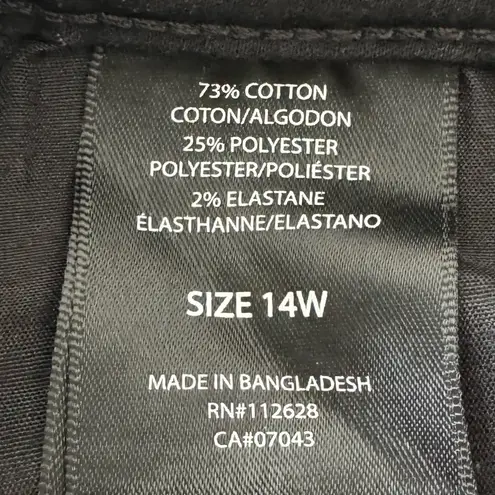 73% COTTON
COTON/ALGODON
25% POLYESTER
POLYESTER/POLIÉSTER
2% ELASTANE
ÉLASTHANNE/ELASTANO
SIZE 14W
MADE IN BANGLADESH
RN#112628
CA#07043